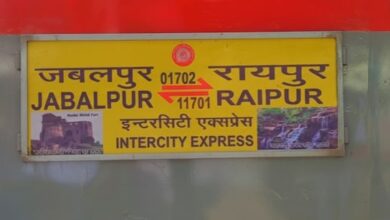 जबलपुर 01702 रायपुर
JABALPUR 11701 RAIPUR
इन्टरसिटी एक्सप्रेस
INTERCITY EXPRESS